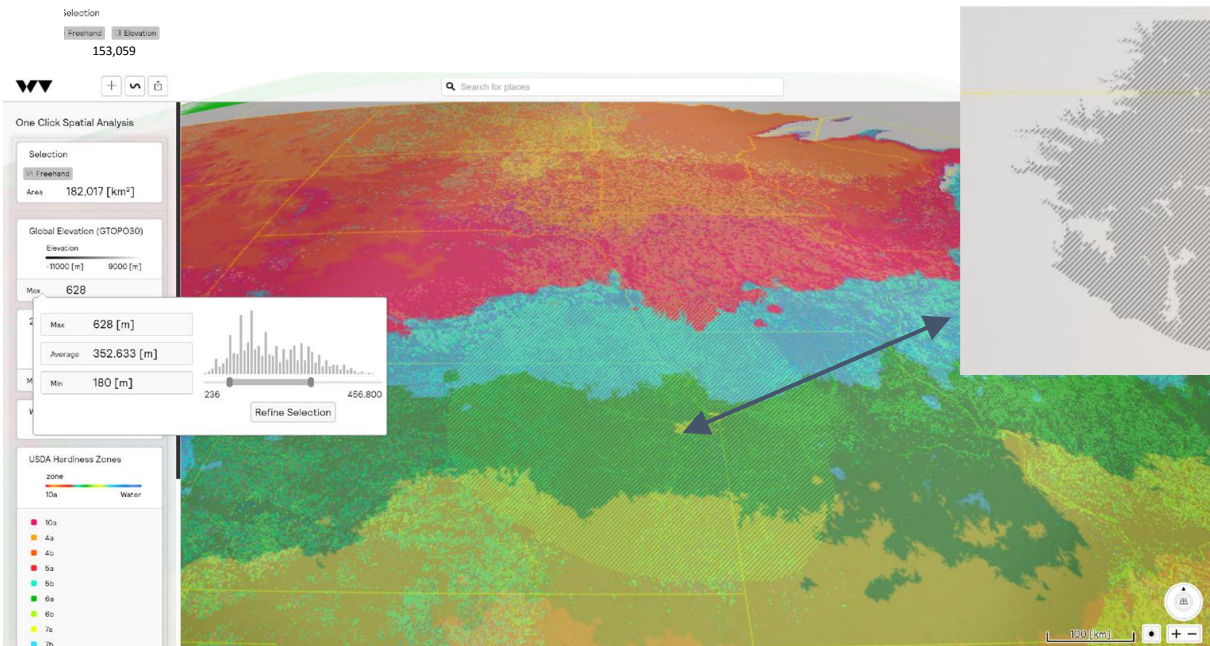 Selection
Freehand Elevation
153,059
Search for places
One Click Spatial Analysis
Selection
Freehand
Area 182,017 [km²]
Global Elevation (GTOPO30)
Elevation
-11000 [m] 9000 [m]
Max 628
Max 628 [m]
Average 352.633 [m]
Min 180 [m]
236 456.800
Refine Selection
USDA Hardiness Zones
zone
10a Water
10a
4a
4b
5a
5b
6a
6b
7a
7b
100 [km]